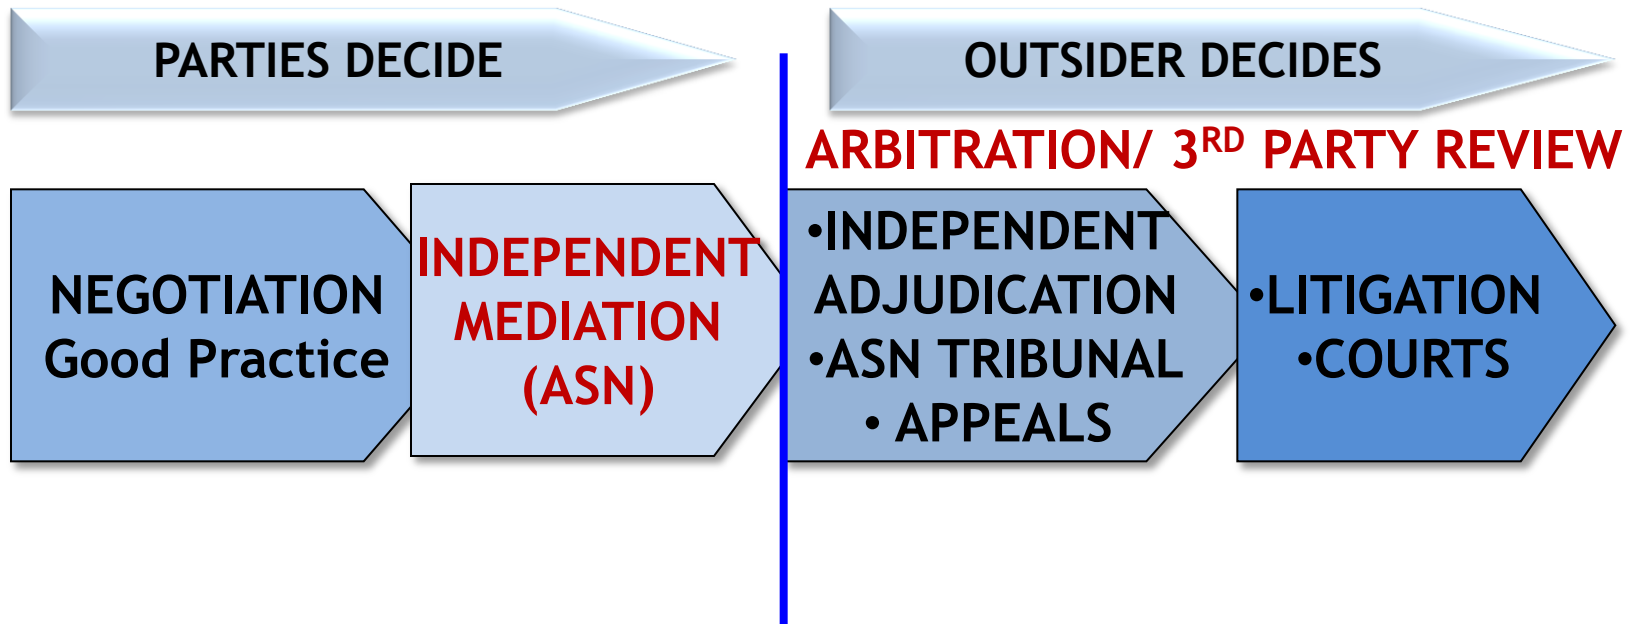 PARTIES DECIDE
OUTSIDER DECIDES
ARBITRATION/ 3RD PARTY REVIEW
NEGOTIATION
Good Practice
INDEPENDENT
MEDIATION
(ASN)
•INDEPENDENT
ADJUDICATION
•ASN TRIBUNAL
• APPEALS
•LITIGATION
•COURTS